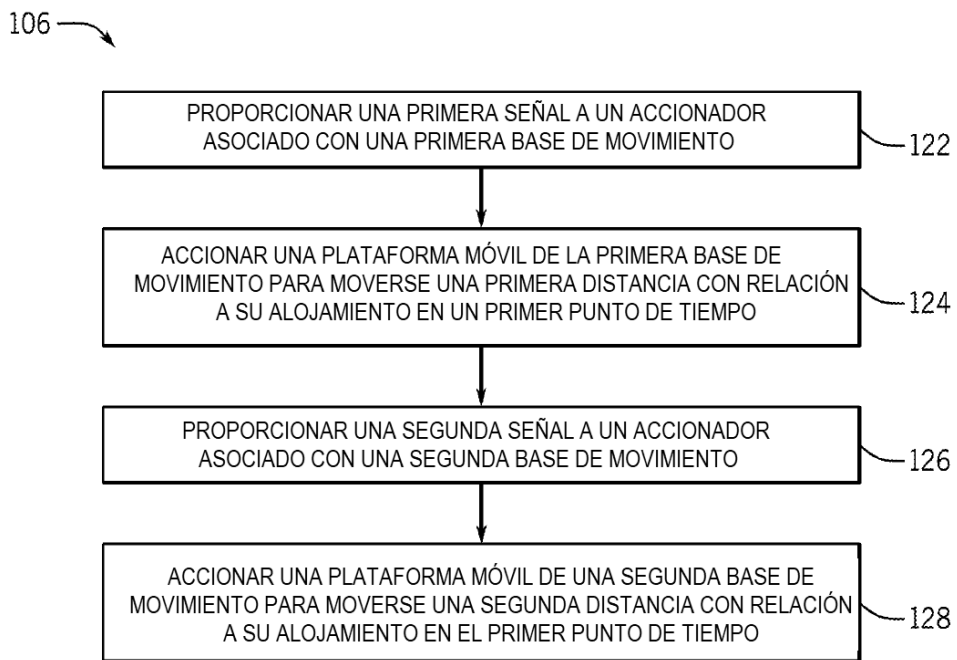 106
PROPORCIONAR UNA PRIMERA SEÑAL A UN ACCIONADOR
ASOCIADO CON UNA PRIMERA BASE DE MOVIMIENTO
122
ACCIONAR UNA PLATAFORMA MÓVIL DE LA PRIMERA BASE DE
MOVIMIENTO PARA MOVERSE UNA PRIMERA DISTANCIA CON RELACIÓN
A SU ALOJAMIENTO EN UN PRIMER PUNTO DE TIEMPO
124
PROPORCIONAR UNA SEGUNDA SEÑAL A UN ACCIONADOR
ASOCIADO CON UNA SEGUNDA BASE DE MOVIMIENTO
126
ACCIONAR UNA PLATAFORMA MÓVIL DE UNA SEGUNDA BASE DE
MOVIMIENTO PARA MOVERSE UNA SEGUNDA DISTANCIA CON RELACIÓN
A SU ALOJAMIENTO EN EL PRIMER PUNTO DE TIEMPO
128